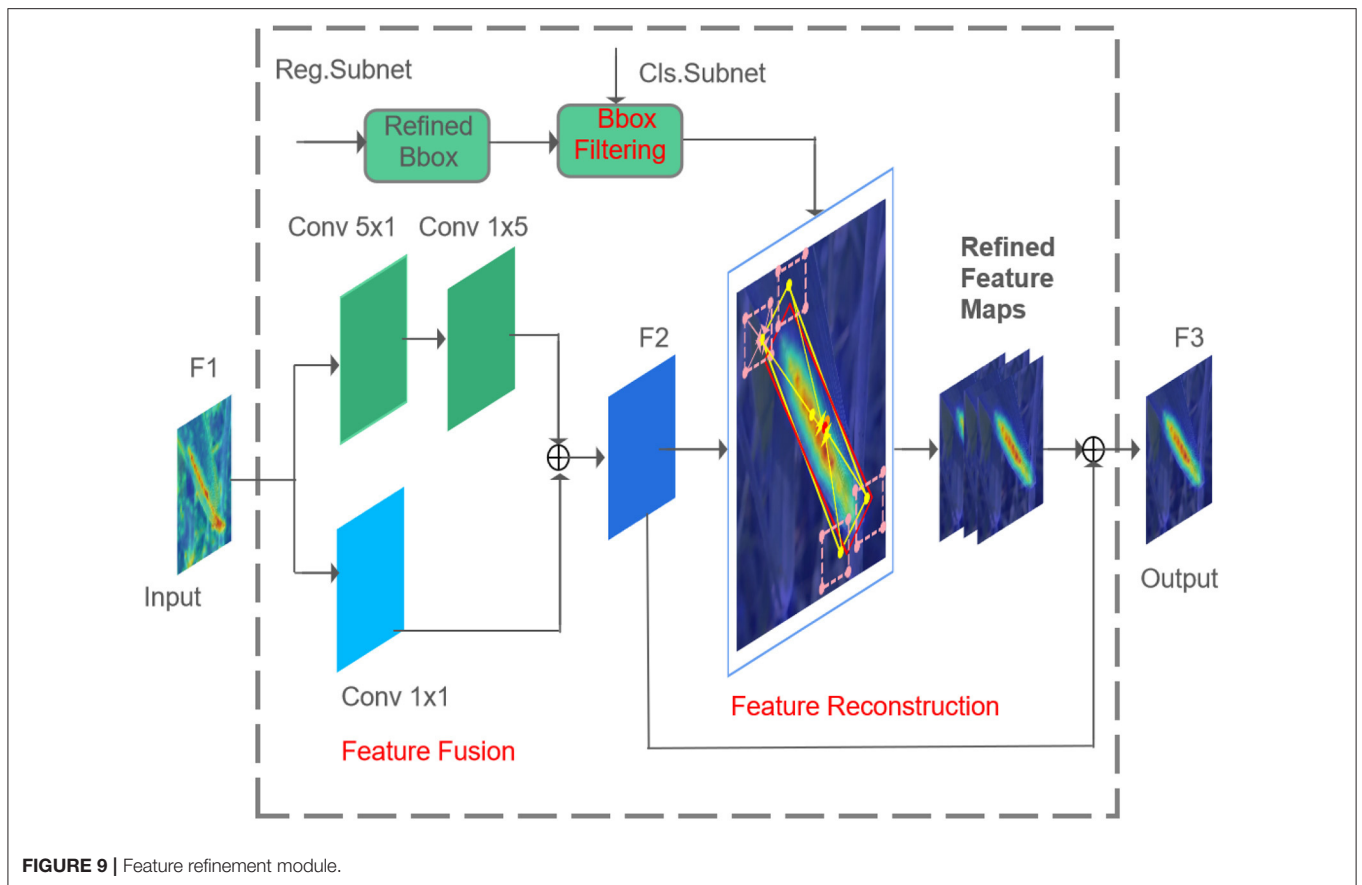 Reg.Subnet
Cls.Subnet
Refined
Bbox
Bbox
Filtering
Conv 5x1
Conv 1x5
Refined
Feature
Maps
F1
F2
F3
Input
Output
Conv 1x1
Feature Reconstruction
Feature Fusion
FIGURE 9 | Feature refinement module.